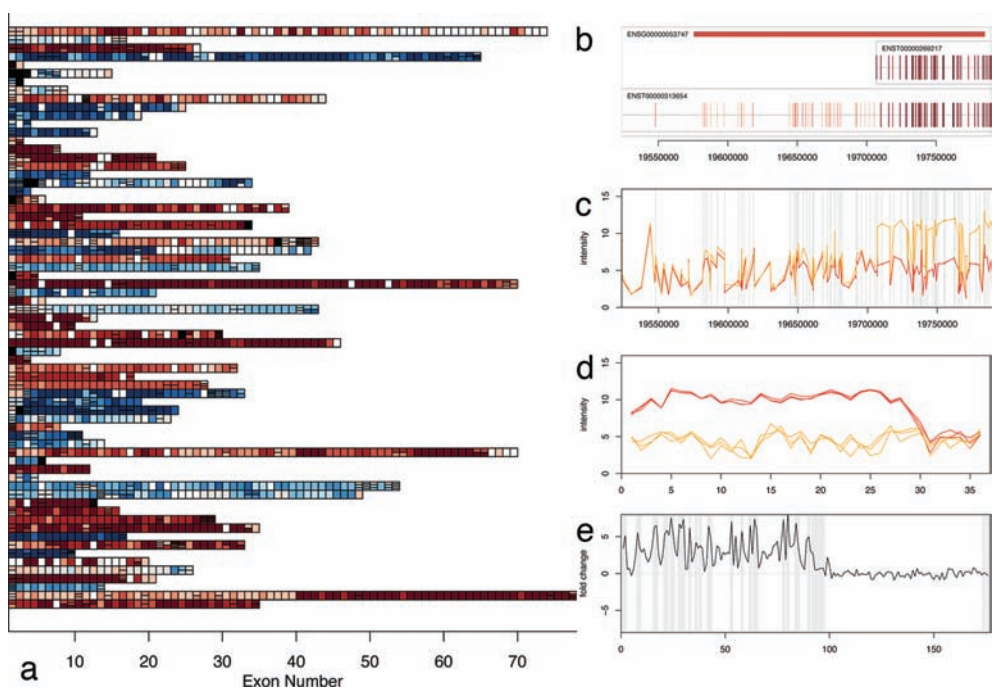 a
10 20 30 40 50 60 70
Exon Number
b
ENSG00000053747
ENST00000269217
ENST00000313654
19550000 19600000 19650000 19700000 19750000
c
intensity
0 5 10 15
19550000 19600000 19650000 19700000 19750000
d
intensity
0 5 10 15
0 5 10 15 20 25 30 35
e
fold change
−5 0 5
0 50 100 150